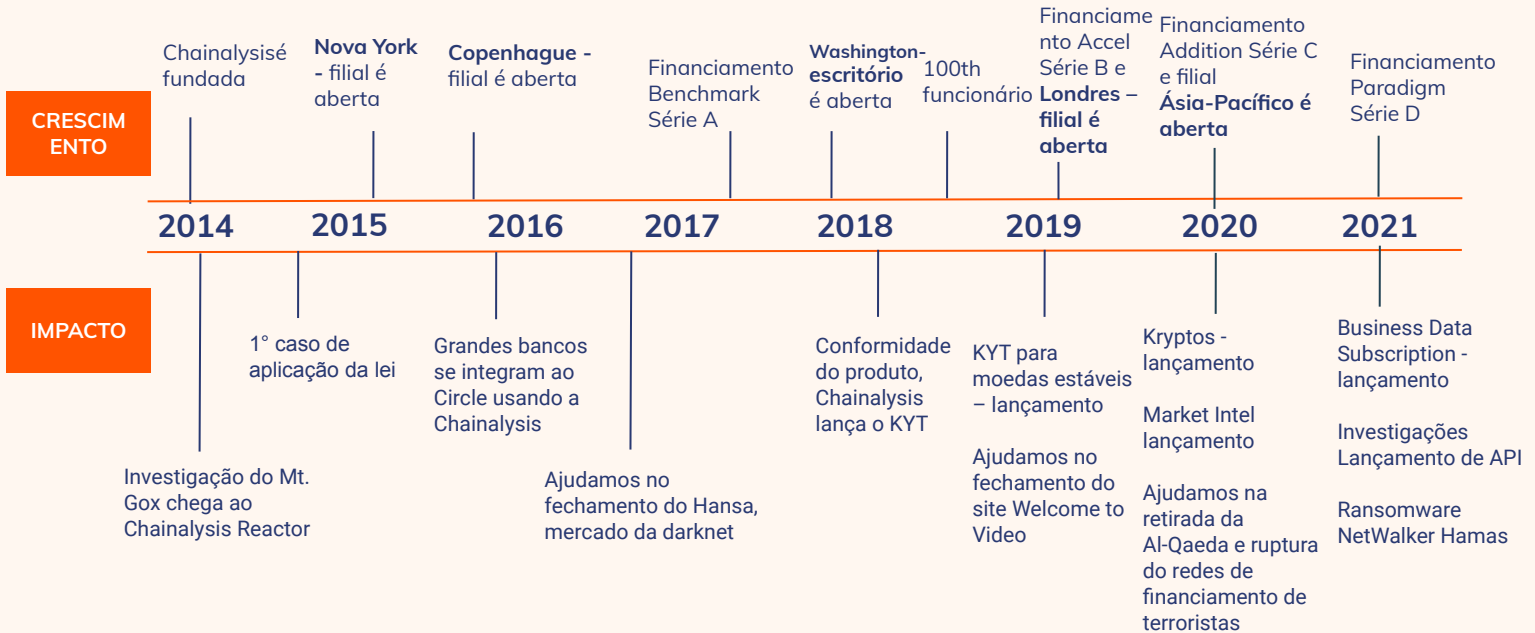 CRESCIM
ENTO
Chainalysisé
fundada
Nova York
- filial é
aberta
Copenhague -
filial é aberta
Financiamento
Benchmark
Série A
Washington-
escritório
é aberta
100th
funcionário
Financiame
nto Accel
Série B e
Londres –
filial é
aberta
Financiamento
Addition Série C
e filial
Ásia-Pacífico é
aberta
Financiamento
Paradigm
Série D
2014
2015
2016
2017
2018
2019
2020
2021
IMPACTO
Investigação do Mt.
Gox chega ao
Chainalysis Reactor
1° caso de
aplicação da lei
Grandes bancos
se integram ao
Circle usando a
Chainalysis
Ajudamos no
fechamento do Hansa,
mercado da darknet
Conformidade
do produto,
Chainalysis
lança o KYT
KYT para
moedas estáveis
– lançamento
Ajudamos no
fechamento do
site Welcome to
Video
Kryptos -
lançamento
Market Intel
lançamento
Ajudamos na
retirada da
Al-Qaeda e ruptura
do redes de
financiamento de
terroristas
Business Data
Subscription -
lançamento
Investigações
Lançamento de API
Ransomware
NetWalker Hamas